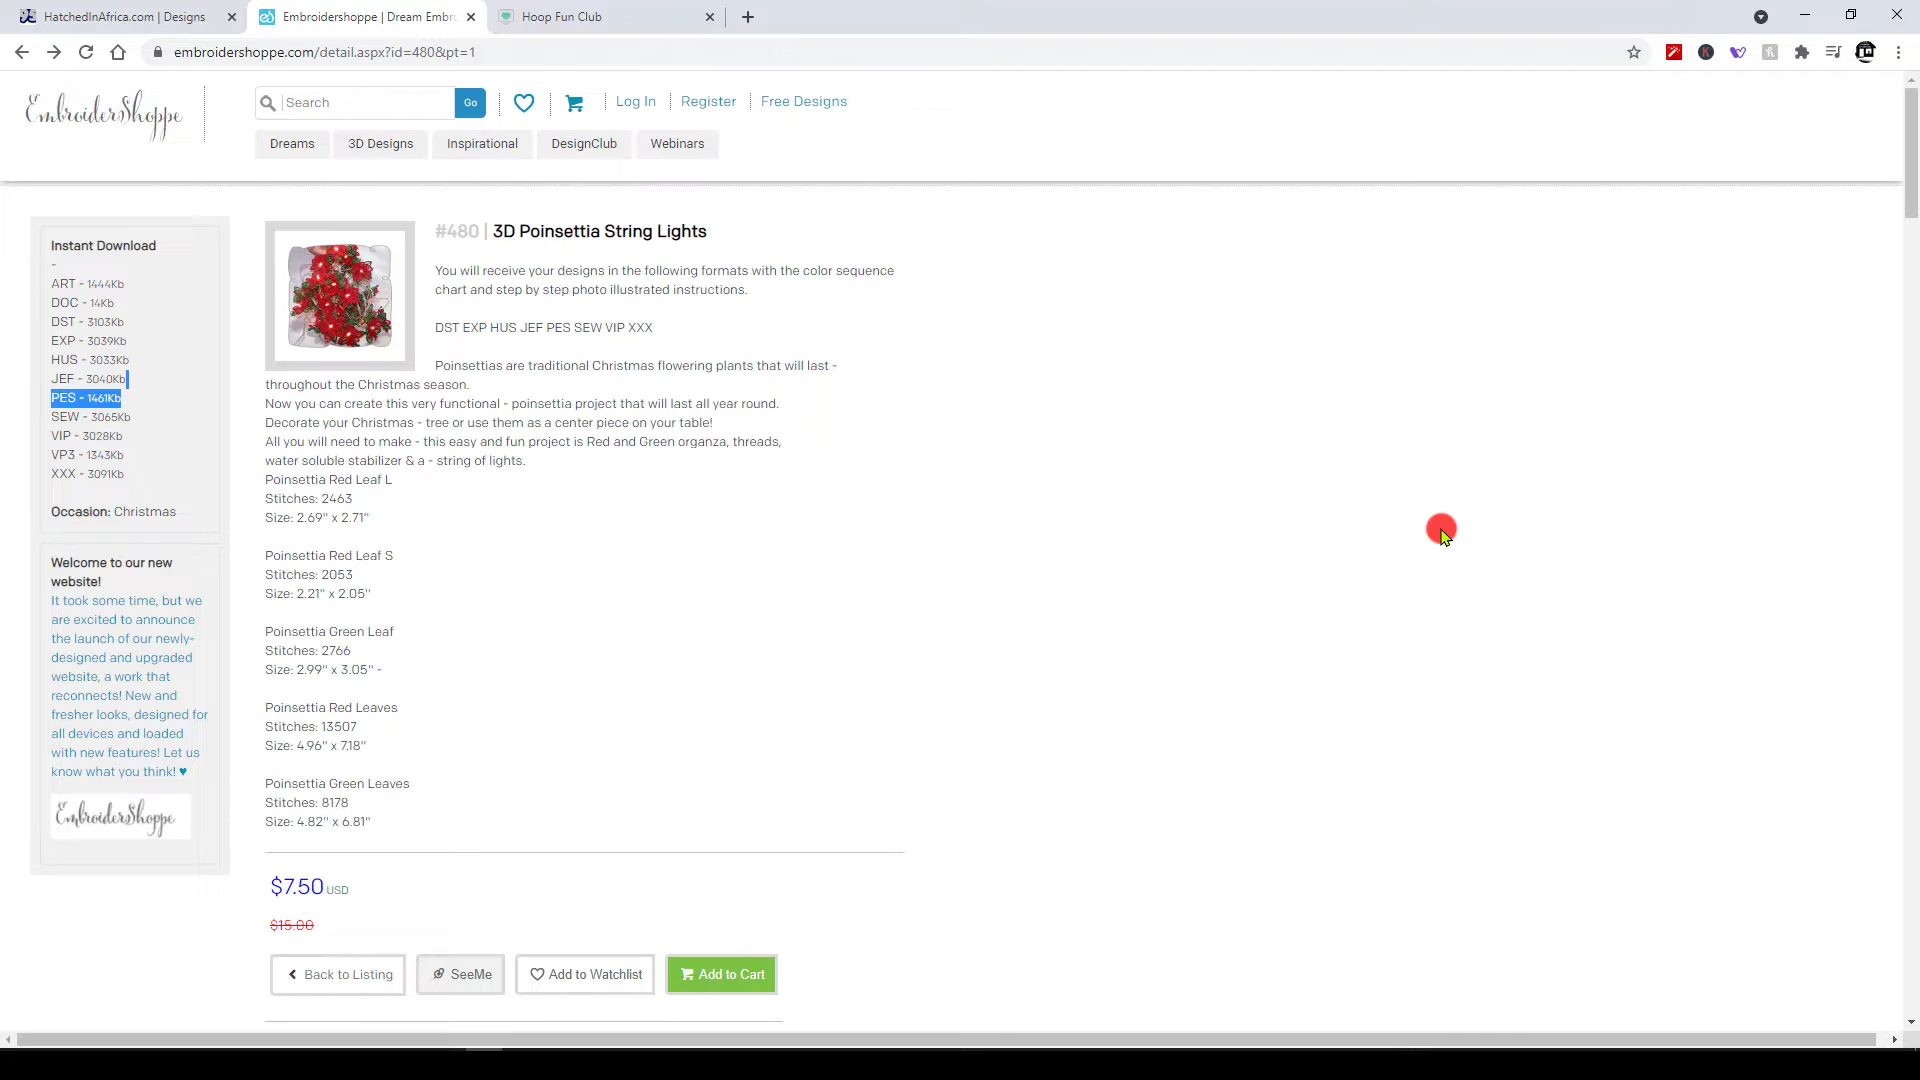 HatchedInAfrica.com | Designs
Embroidershoppe | Dream Embro
Hoop Fun Club
embroidershoppe.com/detail.aspx?id=480&pt=1
EmbroiderShoppe
Search
Go
Log In
Register
Free Designs
Dreams
3D Designs
Inspirational
DesignClub
Webinars
Instant Download
-
ART - 1444Kb
DOC - 14Kb
DST - 3103Kb
EXP - 3039Kb
HUS - 3033Kb
JEF - 3040Kb
PES - 1461Kb
SEW - 3065Kb
VIP - 3028Kb
VP3 - 1343Kb
XXX - 3091Kb
Occasion: Christmas
Welcome to our new
website!
It took some time, but we
are excited to announce
the launch of our newly-
designed and upgraded
website, a work that
reconnects! New and
fresher looks, designed for
all devices and loaded
with new features! Let us
know what you think! ♥
EmbroiderShoppe
#480 | 3D Poinsettia String Lights
You will receive your designs in the following formats with the color sequence
chart and step by step photo illustrated instructions.
DST EXP HUS JEF PES SEW VIP XXX
Poinsettias are traditional Christmas flowering plants that will last -
throughout the Christmas season.
Now you can create this very functional - poinsettia project that will last all year round.
Decorate your Christmas - tree or use them as a center piece on your table!
All you will need to make - this easy and fun project is Red and Green organza, threads,
water soluble stabilizer & a - string of lights.
Poinsettia Red Leaf L
Stitches: 2463
Size: 2.69" x 2.71"
Poinsettia Red Leaf S
Stitches: 2053
Size: 2.21" x 2.05"
Poinsettia Green Leaf
Stitches: 2766
Size: 2.99" x 3.05" -
Poinsettia Red Leaves
Stitches: 13507
Size: 4.96" x 7.18"
Poinsettia Green Leaves
Stitches: 8178
Size: 4.82" x 6.81"
$7.50 USD
$15.00
Back to Listing
SeeMe
Add to Watchlist
Add to Cart